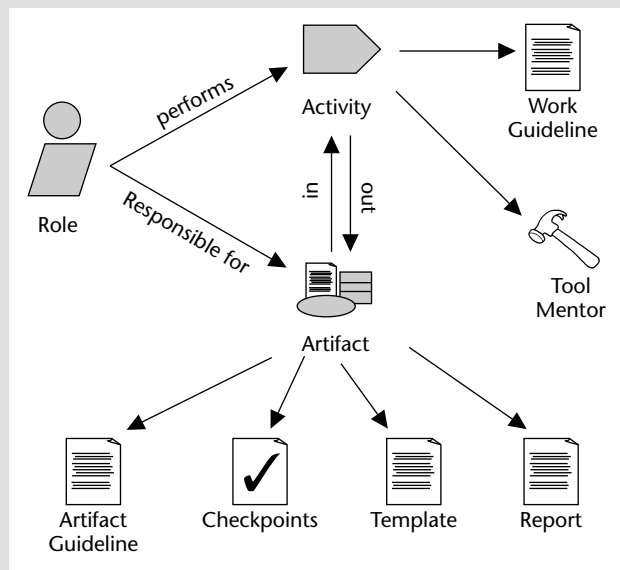 performs
Activity
Work
Guideline
Role
Responsible for
in
out
Tool
Mentor
Artifact
Artifact
Guideline
Checkpoints
Template
Report